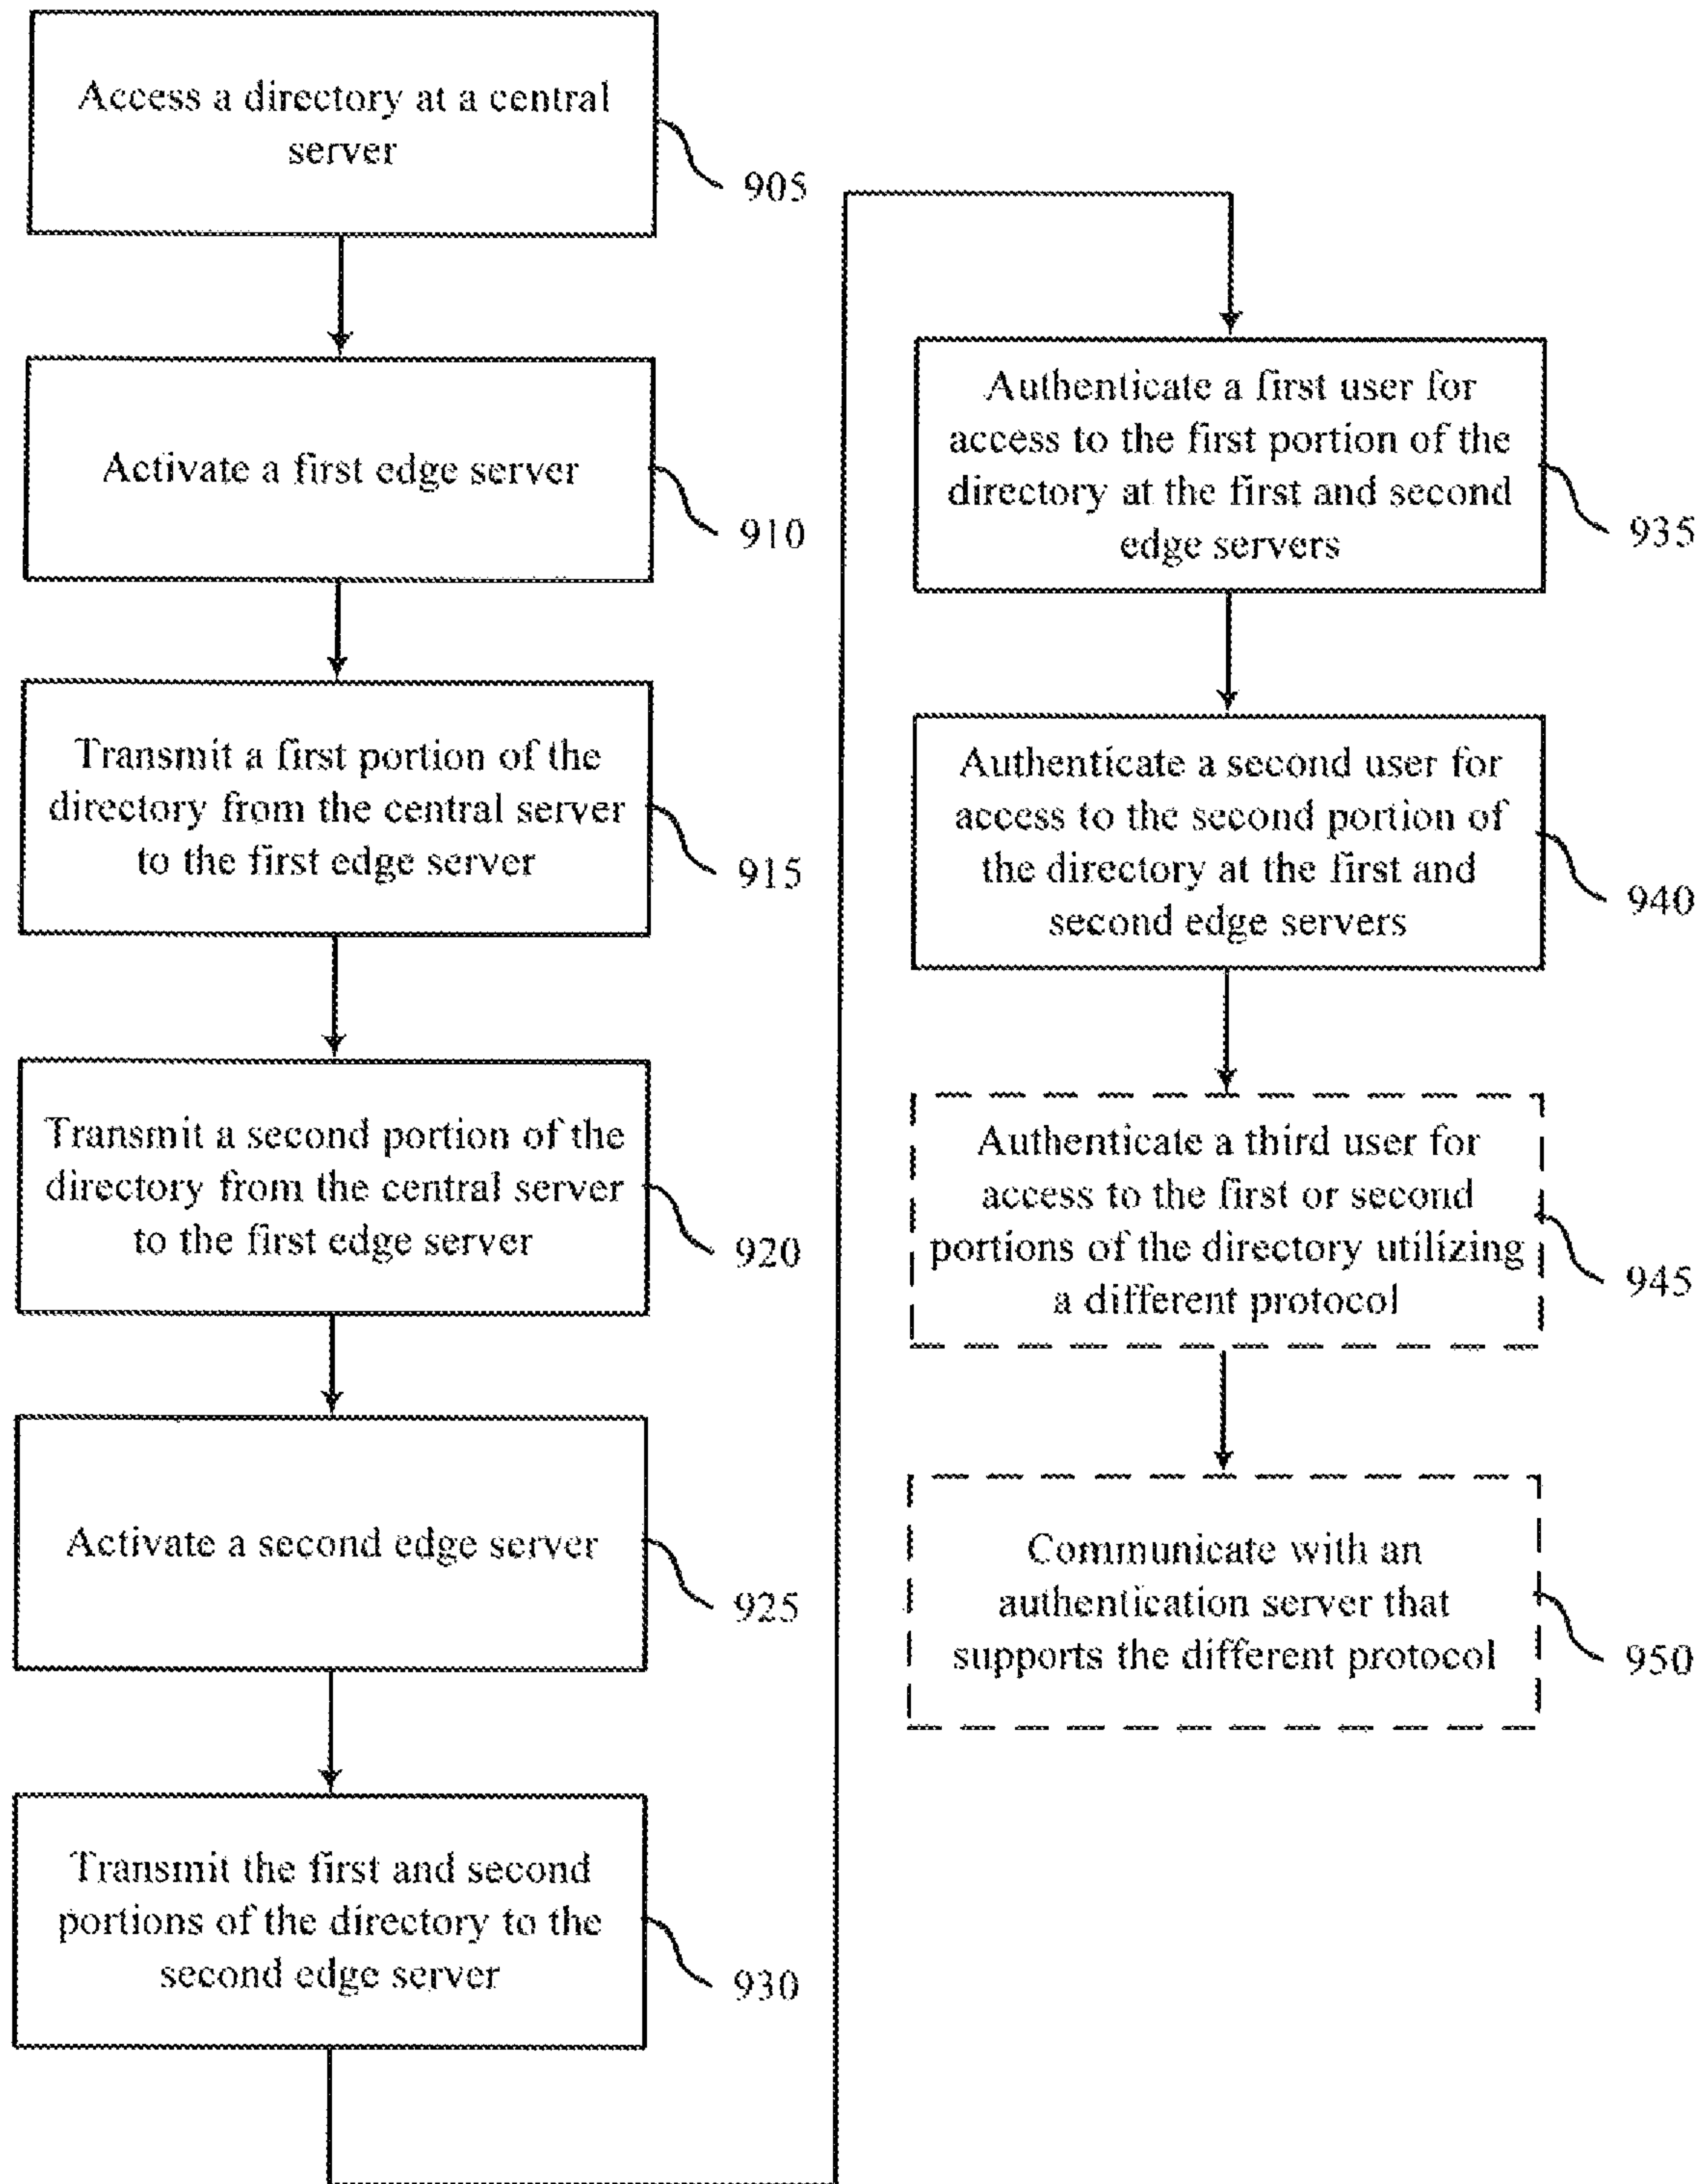 Access a directory at a central
server
905
Activate a first edge server
910
Transmit a first portion of the
directory from the central server
to the first edge server
915
Transmit a second portion of the
directory from the central server
to the first edge server
920
Activate a second edge server
925
Transmit the first and second
portions of the directory to the
second edge server
930
Authenticate a first user for
access to the first portion of the
directory at the first and second
edge servers
935
Authenticate a second user for
access to the second portion of
the directory at the first and
second edge servers
940
Authenticate a third user for
access to the first or second
portions of the directory utilizing
a different protocol
945
Communicate with an
authentication server that
supports the different protocol
950